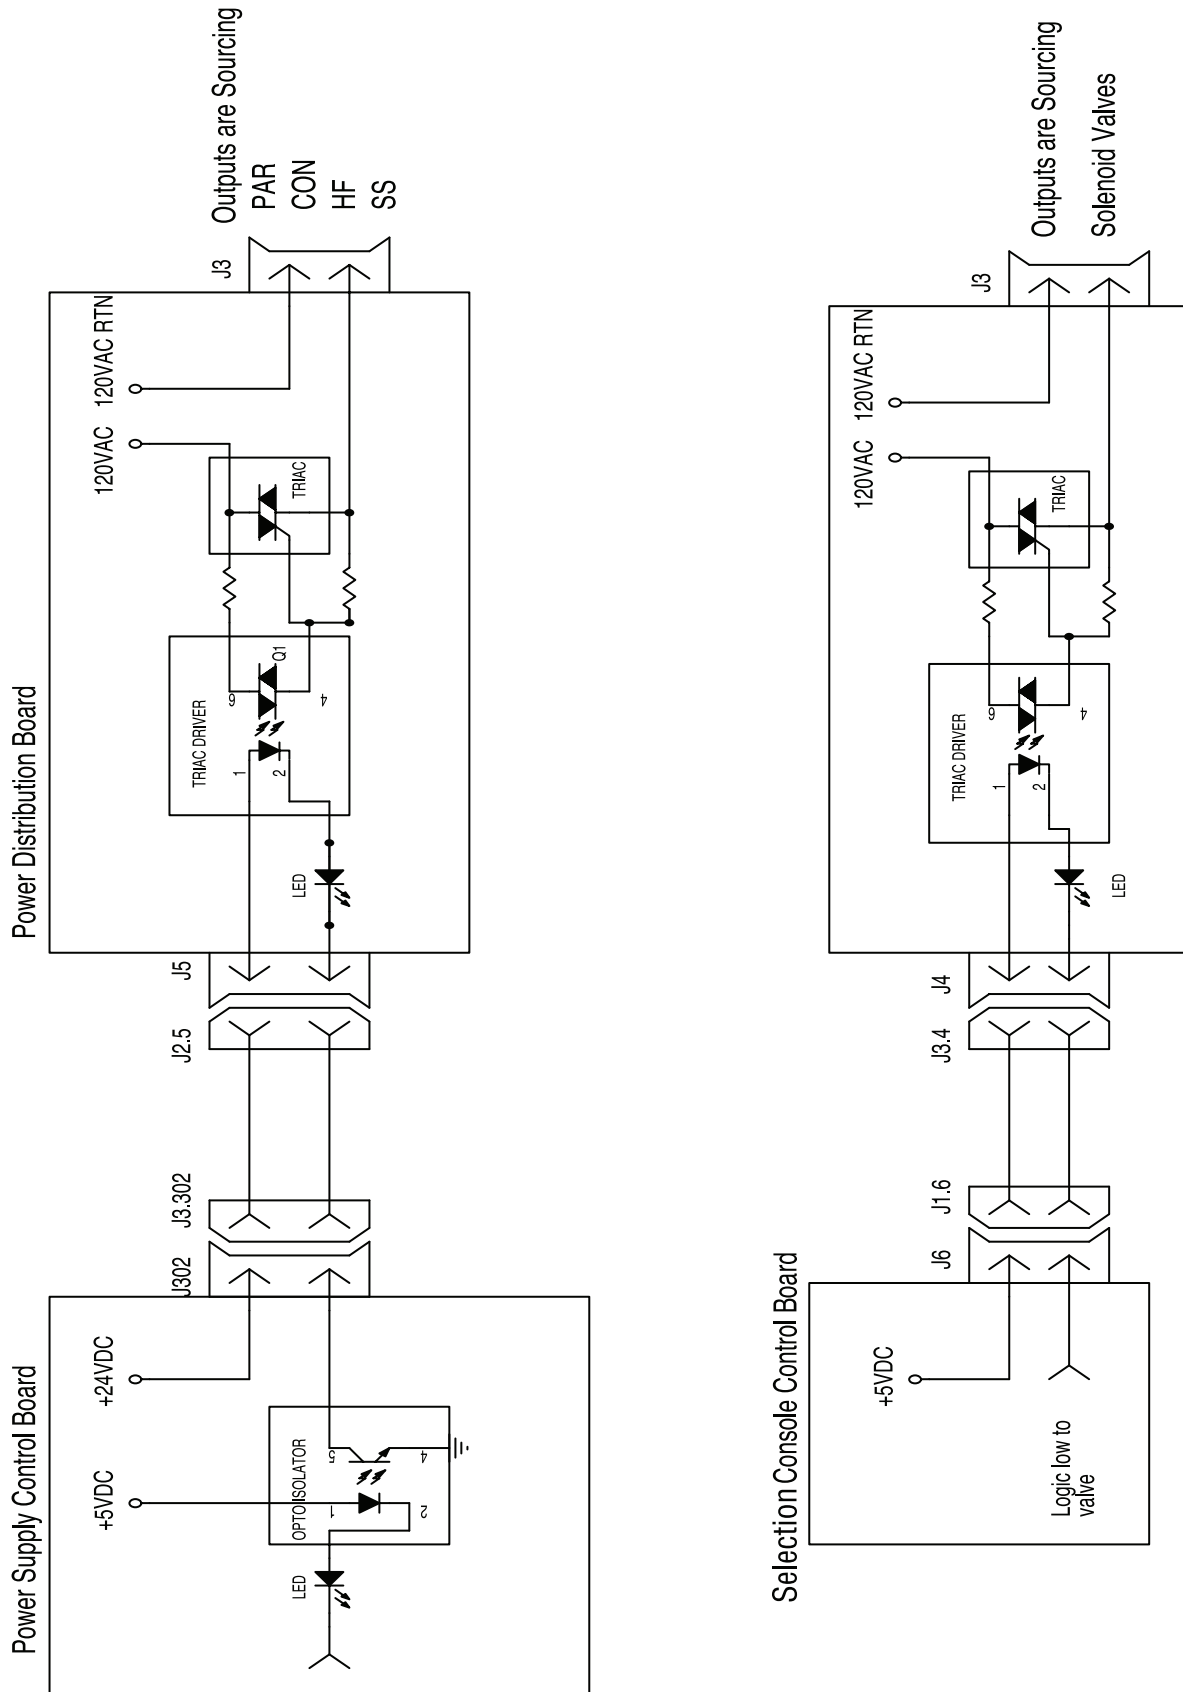 Power Supply Control Board
+5VDC
+24VDC
OPTO ISOLATOR
LED
1
2
5
4
J302
J3.302
J2.5
J5
Power Distribution Board
LED
TRIAC DRIVER
1
2
6
4
Q1
TRIAC
120VAC
120VAC RTN
J3
Outputs are Sourcing
PAR
CON
HF
SS
Selection Console Control Board
+5VDC
Logic low to
valve
J6
J1.6
J3.4
J4
LED
TRIAC DRIVER
1
2
6
4
TRIAC
120VAC
120VAC RTN
J3
Outputs are Sourcing
Solenoid Valves